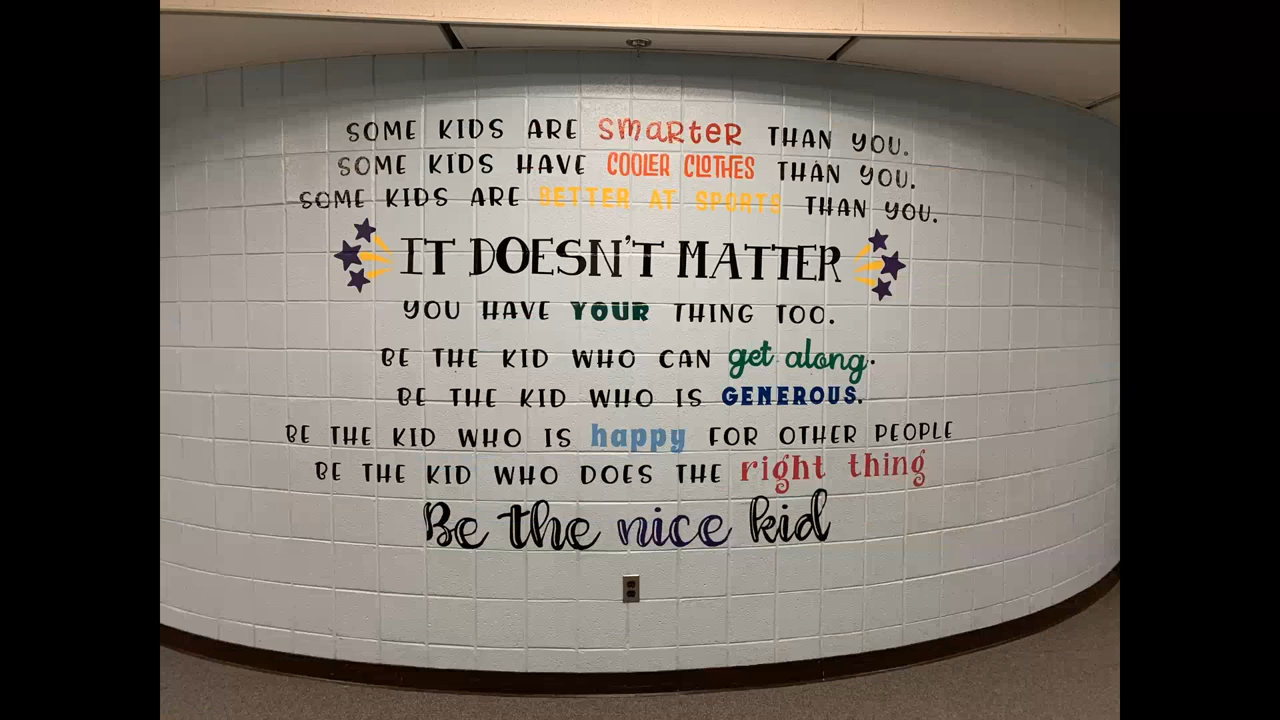 SOME KIDS ARE SMARTER THAN YOU.
SOME KIDS HAVE COOLER CLOTHES THAN YOU.
SOME KIDS ARE BETTER AT SPORTS THAN YOU.
IT DOESN'T MATTER
YOU HAVE YOUR THING TOO.
BE THE KID WHO CAN get along.
BE THE KID WHO IS GENEROUS.
BE THE KID WHO IS happy FOR OTHER PEOPLE
BE THE KID WHO DOES THE right thing
Be the nice kid